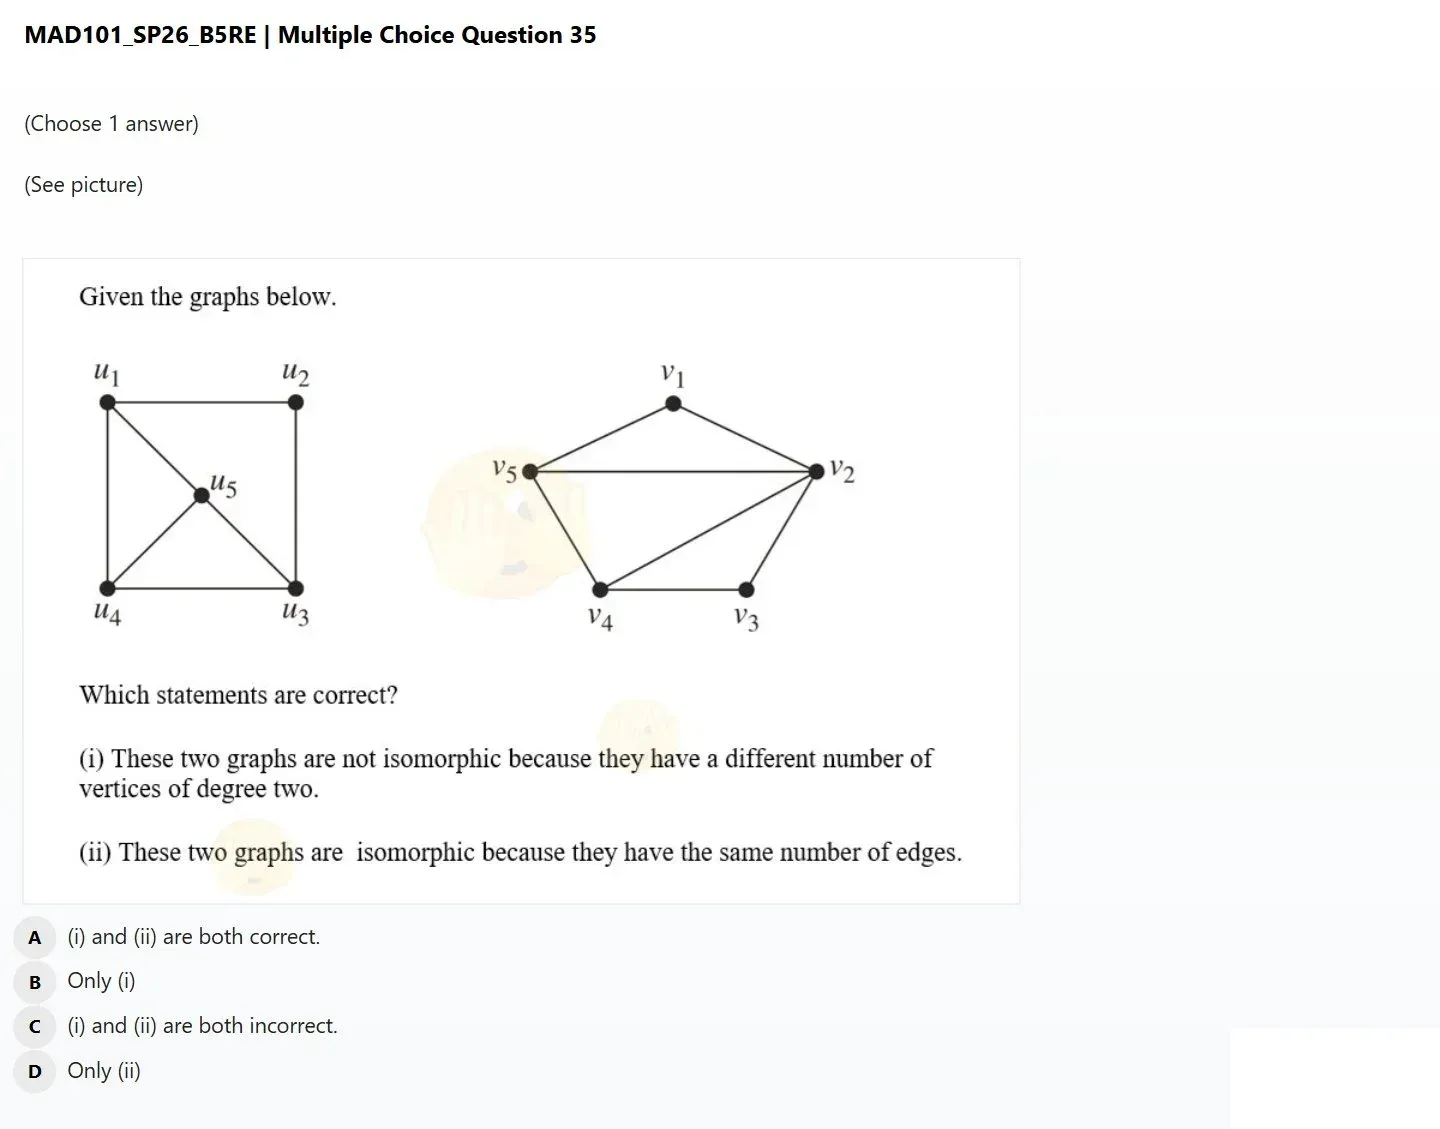 MAD101_SP26_B5RE | Multiple Choice Question 35
(Choose 1 answer)
(See picture)
Given the graphs below.
u1 u2
u5
u4 u3
v1
v5 v2
v4 v3
Which statements are correct?
(i) These two graphs are not isomorphic because they have a different number of
vertices of degree two.
(ii) These two graphs are isomorphic because they have the same number of edges.
A (i) and (ii) are both correct.
B Only (i)
C (i) and (ii) are both incorrect.
D Only (ii)